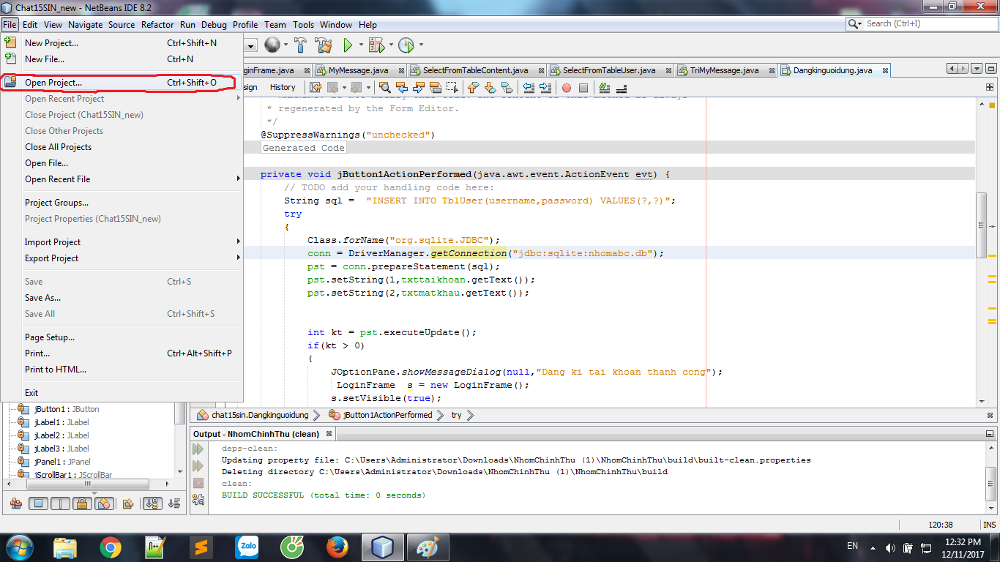 Chat15SIN_new - NetBeans IDE 8.2
File Edit View Navigate Source Refactor Run Debug Profile Team Tools Window Help
Search (Ctrl+I)
New Project... Ctrl+Shift+N
New File... Ctrl+N
Open Project... Ctrl+Shift+O
Open Recent Project
Close Project (Chat15SIN_new)
Close Other Projects
Close All Projects
Open File...
Open Recent File
Project Groups...
Project Properties (Chat15SIN_new)
Import Project
Export Project
Save Ctrl+S
Save As...
Save All Ctrl+Shift+S
Page Setup...
Print... Ctrl+Alt+Shift+P
Print to HTML...
Exit
ginFrame.java MyMessage.java SelectFromTableContent.java SelectFromTableUser.java TriMyMessage.java Dangkinguoidung.java
sign History
* regenerated by the Form Editor.
*/
@SuppressWarnings("unchecked")
Generated Code
private void jButton1ActionPerformed(java.awt.event.ActionEvent evt) {
// TODO add your handling code here:
String sql = "INSERT INTO TblUser(username,password) VALUES(?,?)";
try
{
Class.forName("org.sqlite.JDBC");
conn = DriverManager.getConnection("jdbc:sqlite:nhomabc.db");
pst = conn.prepareStatement(sql);
pst.setString(1,txttaikhoan.getText());
pst.setString(2,txtmatkhau.getText());
int kt = pst.executeUpdate();
if(kt > 0)
{
JOptionPane.showMessageDialog(null,"Dang ki tai khoan thanh cong");
LoginFrame s = new LoginFrame();
s.setVisible(true);
jButton1 : JButton
jLabel1 : JLabel
jLabel2 : JLabel
jLabel3 : JLabel
jPanel1 : JPanel
jScrollBar1 : JScrollBar
chat15sin.Dangkinguoidung jButton1ActionPerformed try
Output - NhomChinhThu (clean)
deps-clean:
Updating property file: C:\Users\Administrator\Downloads\NhomChinhThu (1)\NhomChinhThu\build\built-clean.properties
Deleting directory C:\Users\Administrator\Downloads\NhomChinhThu (1)\NhomChinhThu\build
clean:
BUILD SUCCESSFUL (total time: 0 seconds)
120:38 INS
Zalo
EN
12:32 PM
12/11/2017